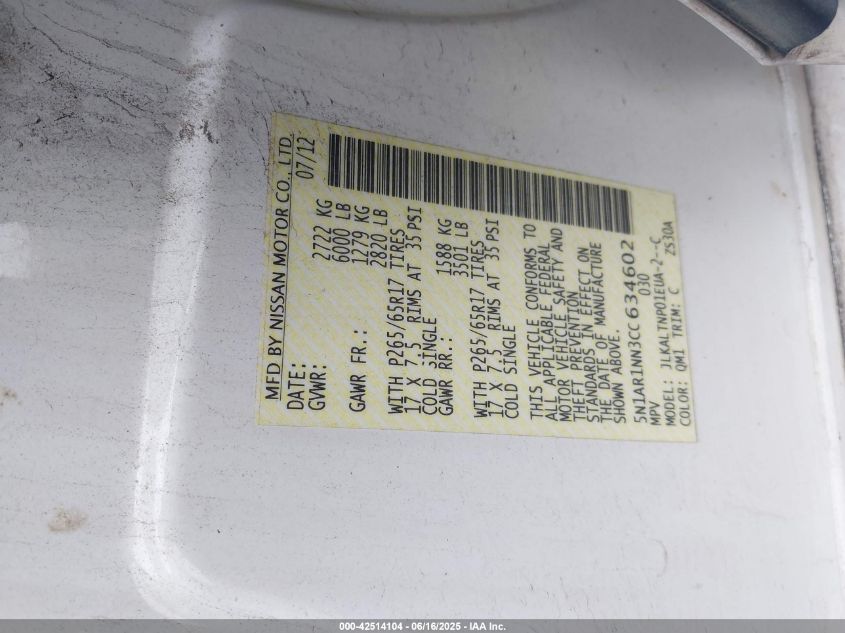 MFD BY NISSAN MOTOR CO., LTD.
DATE: 07/12
GVWR: 2722 KG
6000 LB
GAWR FR.: 1279 KG
2820 LB
WITH P265/65R17 TIRES
17 X 7.5 RIMS AT 35 PSI
COLD SINGLE
GAWR RR.: 1588 KG
3501 LB
WITH P265/65R17 TIRES
17 X 7.5 RIMS AT 35 PSI
COLD SINGLE
THIS VEHICLE CONFORMS TO
ALL APPLICABLE FEDERAL
MOTOR VEHICLE SAFETY AND
THEFT PREVENTION
STANDARDS IN EFFECT ON
THE DATE OF MANUFACTURE
SHOWN ABOVE.
5N1AR1NN3CC634602
MPV 030
MODEL: JLKALTNP01EUA-2--C
COLOR: QM1 TRIM: C ZS30A
000-42514104 - 06/16/2025 - IAA Inc.